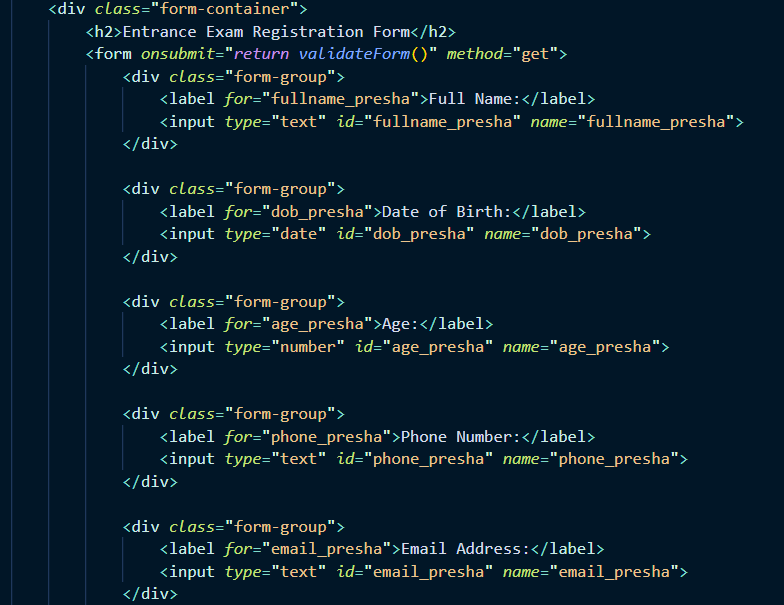 <div class="form-container">
<h2>Entrance Exam Registration Form</h2>
<form onsubmit="return validateForm()" method="get">
<div class="form-group">
<label for="fullname_presha">Full Name:</label>
<input type="text" id="fullname_presha" name="fullname_presha">
</div>
<div class="form-group">
<label for="dob_presha">Date of Birth:</label>
<input type="date" id="dob_presha" name="dob_presha">
</div>
<div class="form-group">
<label for="age_presha">Age:</label>
<input type="number" id="age_presha" name="age_presha">
</div>
<div class="form-group">
<label for="phone_presha">Phone Number:</label>
<input type="text" id="phone_presha" name="phone_presha">
</div>
<div class="form-group">
<label for="email_presha">Email Address:</label>
<input type="text" id="email_presha" name="email_presha">
</div>